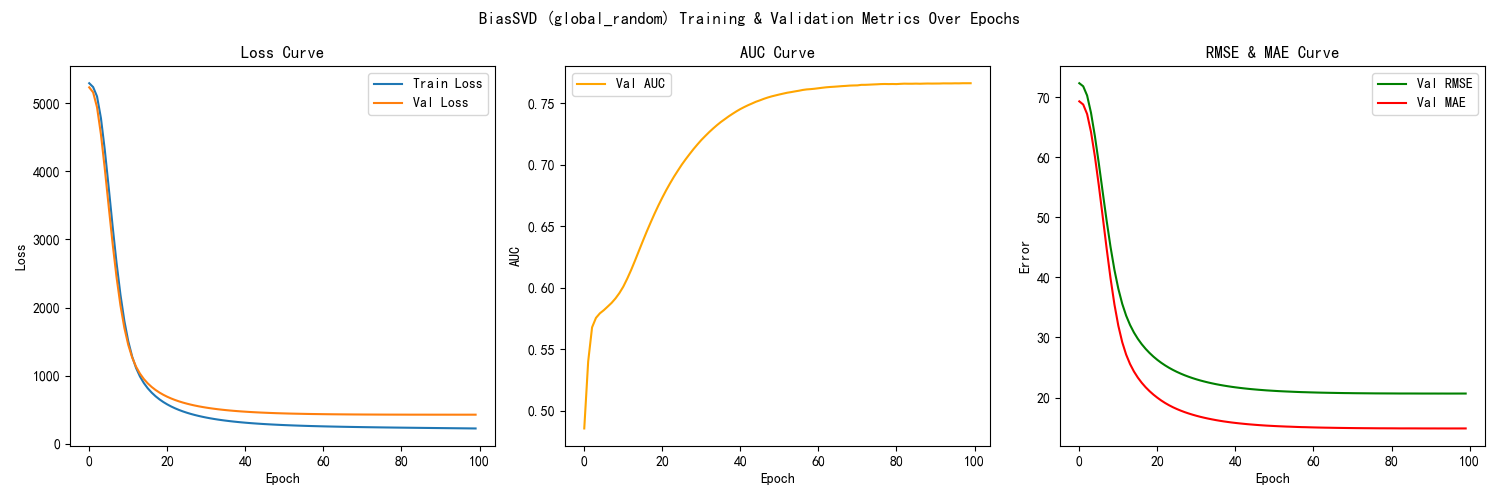 BiasSVD (global_random) Training & Validation Metrics Over Epochs
Loss Curve
Train Loss
Val Loss
5000
4000
3000
2000
1000
0
Loss
0 20 40 60 80 100
Epoch
AUC Curve
Val AUC
0.75
0.70
0.65
0.60
0.55
0.50
AUC
0 20 40 60 80 100
Epoch
RMSE & MAE Curve
Val RMSE
Val MAE
70
60
50
40
30
20
Error
0 20 40 60 80 100
Epoch